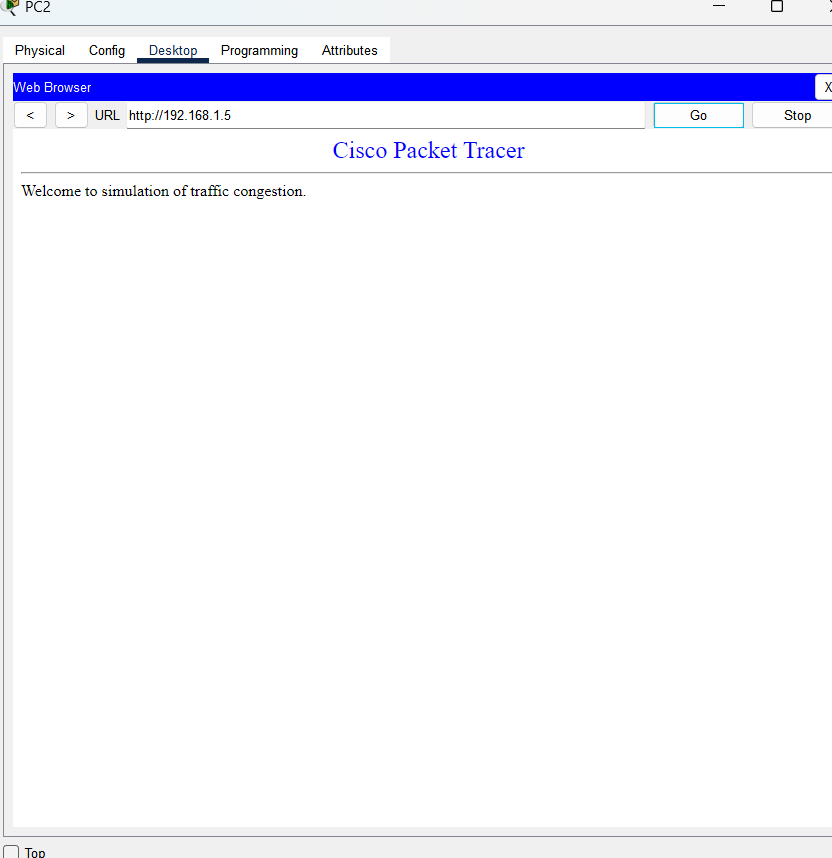 PC2
Physical Config Desktop Programming Attributes
Web Browser X
< > URL http://192.168.1.5 Go Stop
Cisco Packet Tracer
Welcome to simulation of traffic congestion.
Top